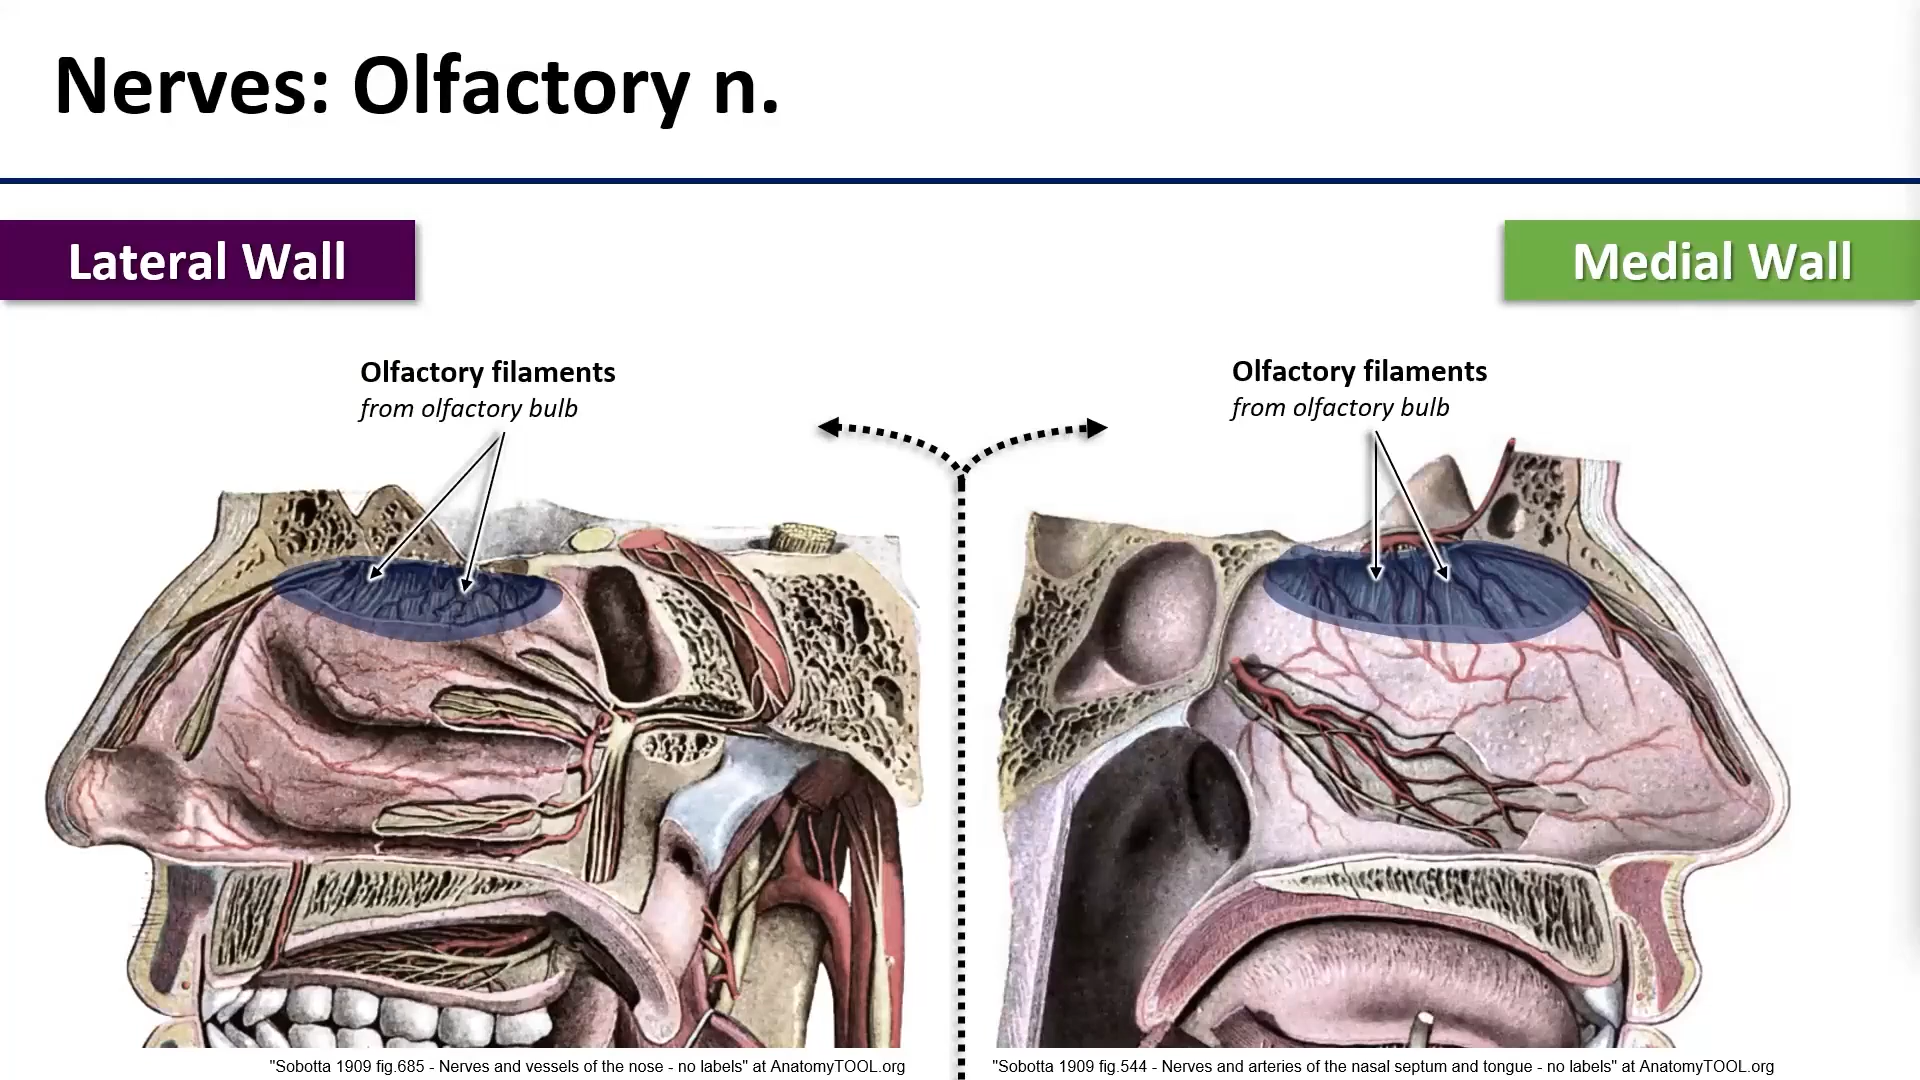 Nerves: Olfactory n.
Lateral Wall
Medial Wall
Olfactory filaments
from olfactory bulb
Olfactory filaments
from olfactory bulb
"Sobotta 1909 fig.685 - Nerves and vessels of the nose - no labels" at AnatomyTOOL.org
"Sobotta 1909 fig.544 - Nerves and arteries of the nasal septum and tongue - no labels" at AnatomyTOOL.org